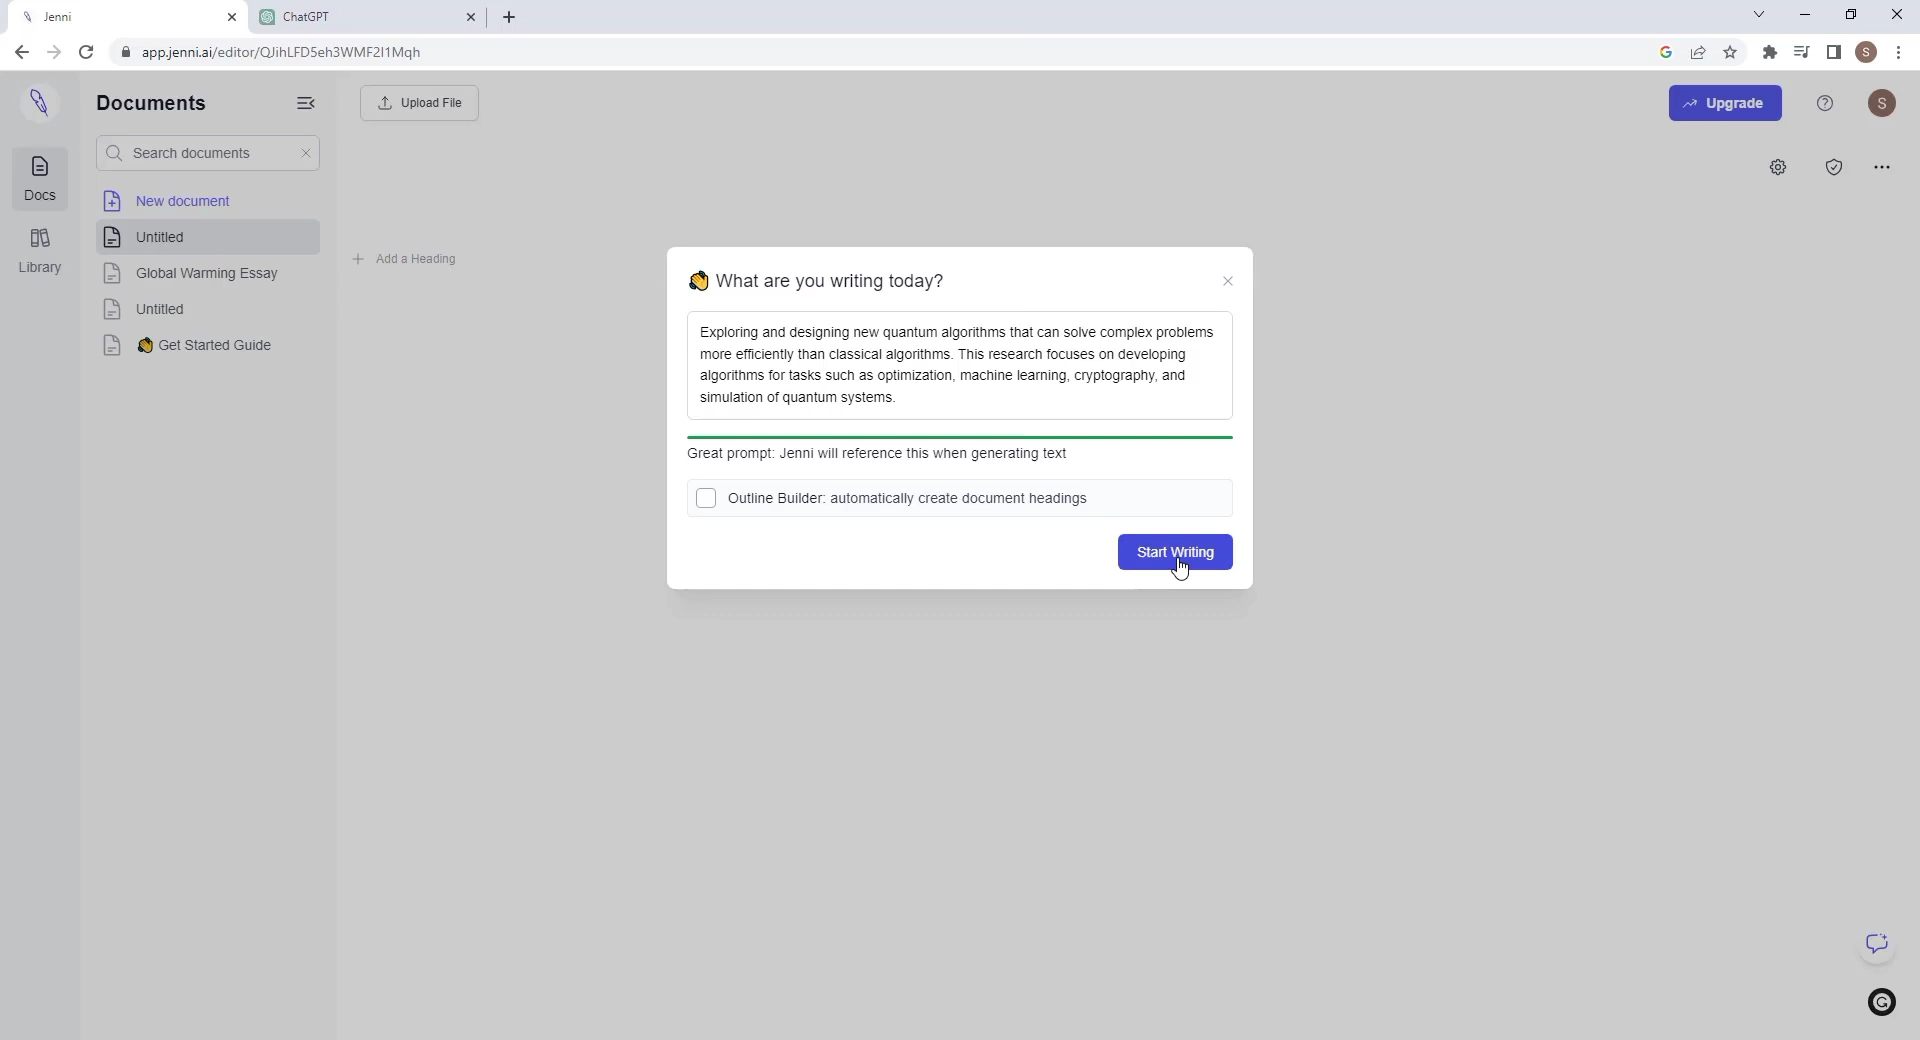 Jenni
ChatGPT
app.jenni.ai/editor/QJihLFD5eh3WMF2I1Mqh
S
Documents
Upload File
Upgrade
S
Search documents
Docs
New document
Untitled
Library
Global Warming Essay
Untitled
Get Started Guide
Add a Heading
What are you writing today?
Exploring and designing new quantum algorithms that can solve complex problems
more efficiently than classical algorithms. This research focuses on developing
algorithms for tasks such as optimization, machine learning, cryptography, and
simulation of quantum systems.
Great prompt: Jenni will reference this when generating text
Outline Builder: automatically create document headings
Start Writing